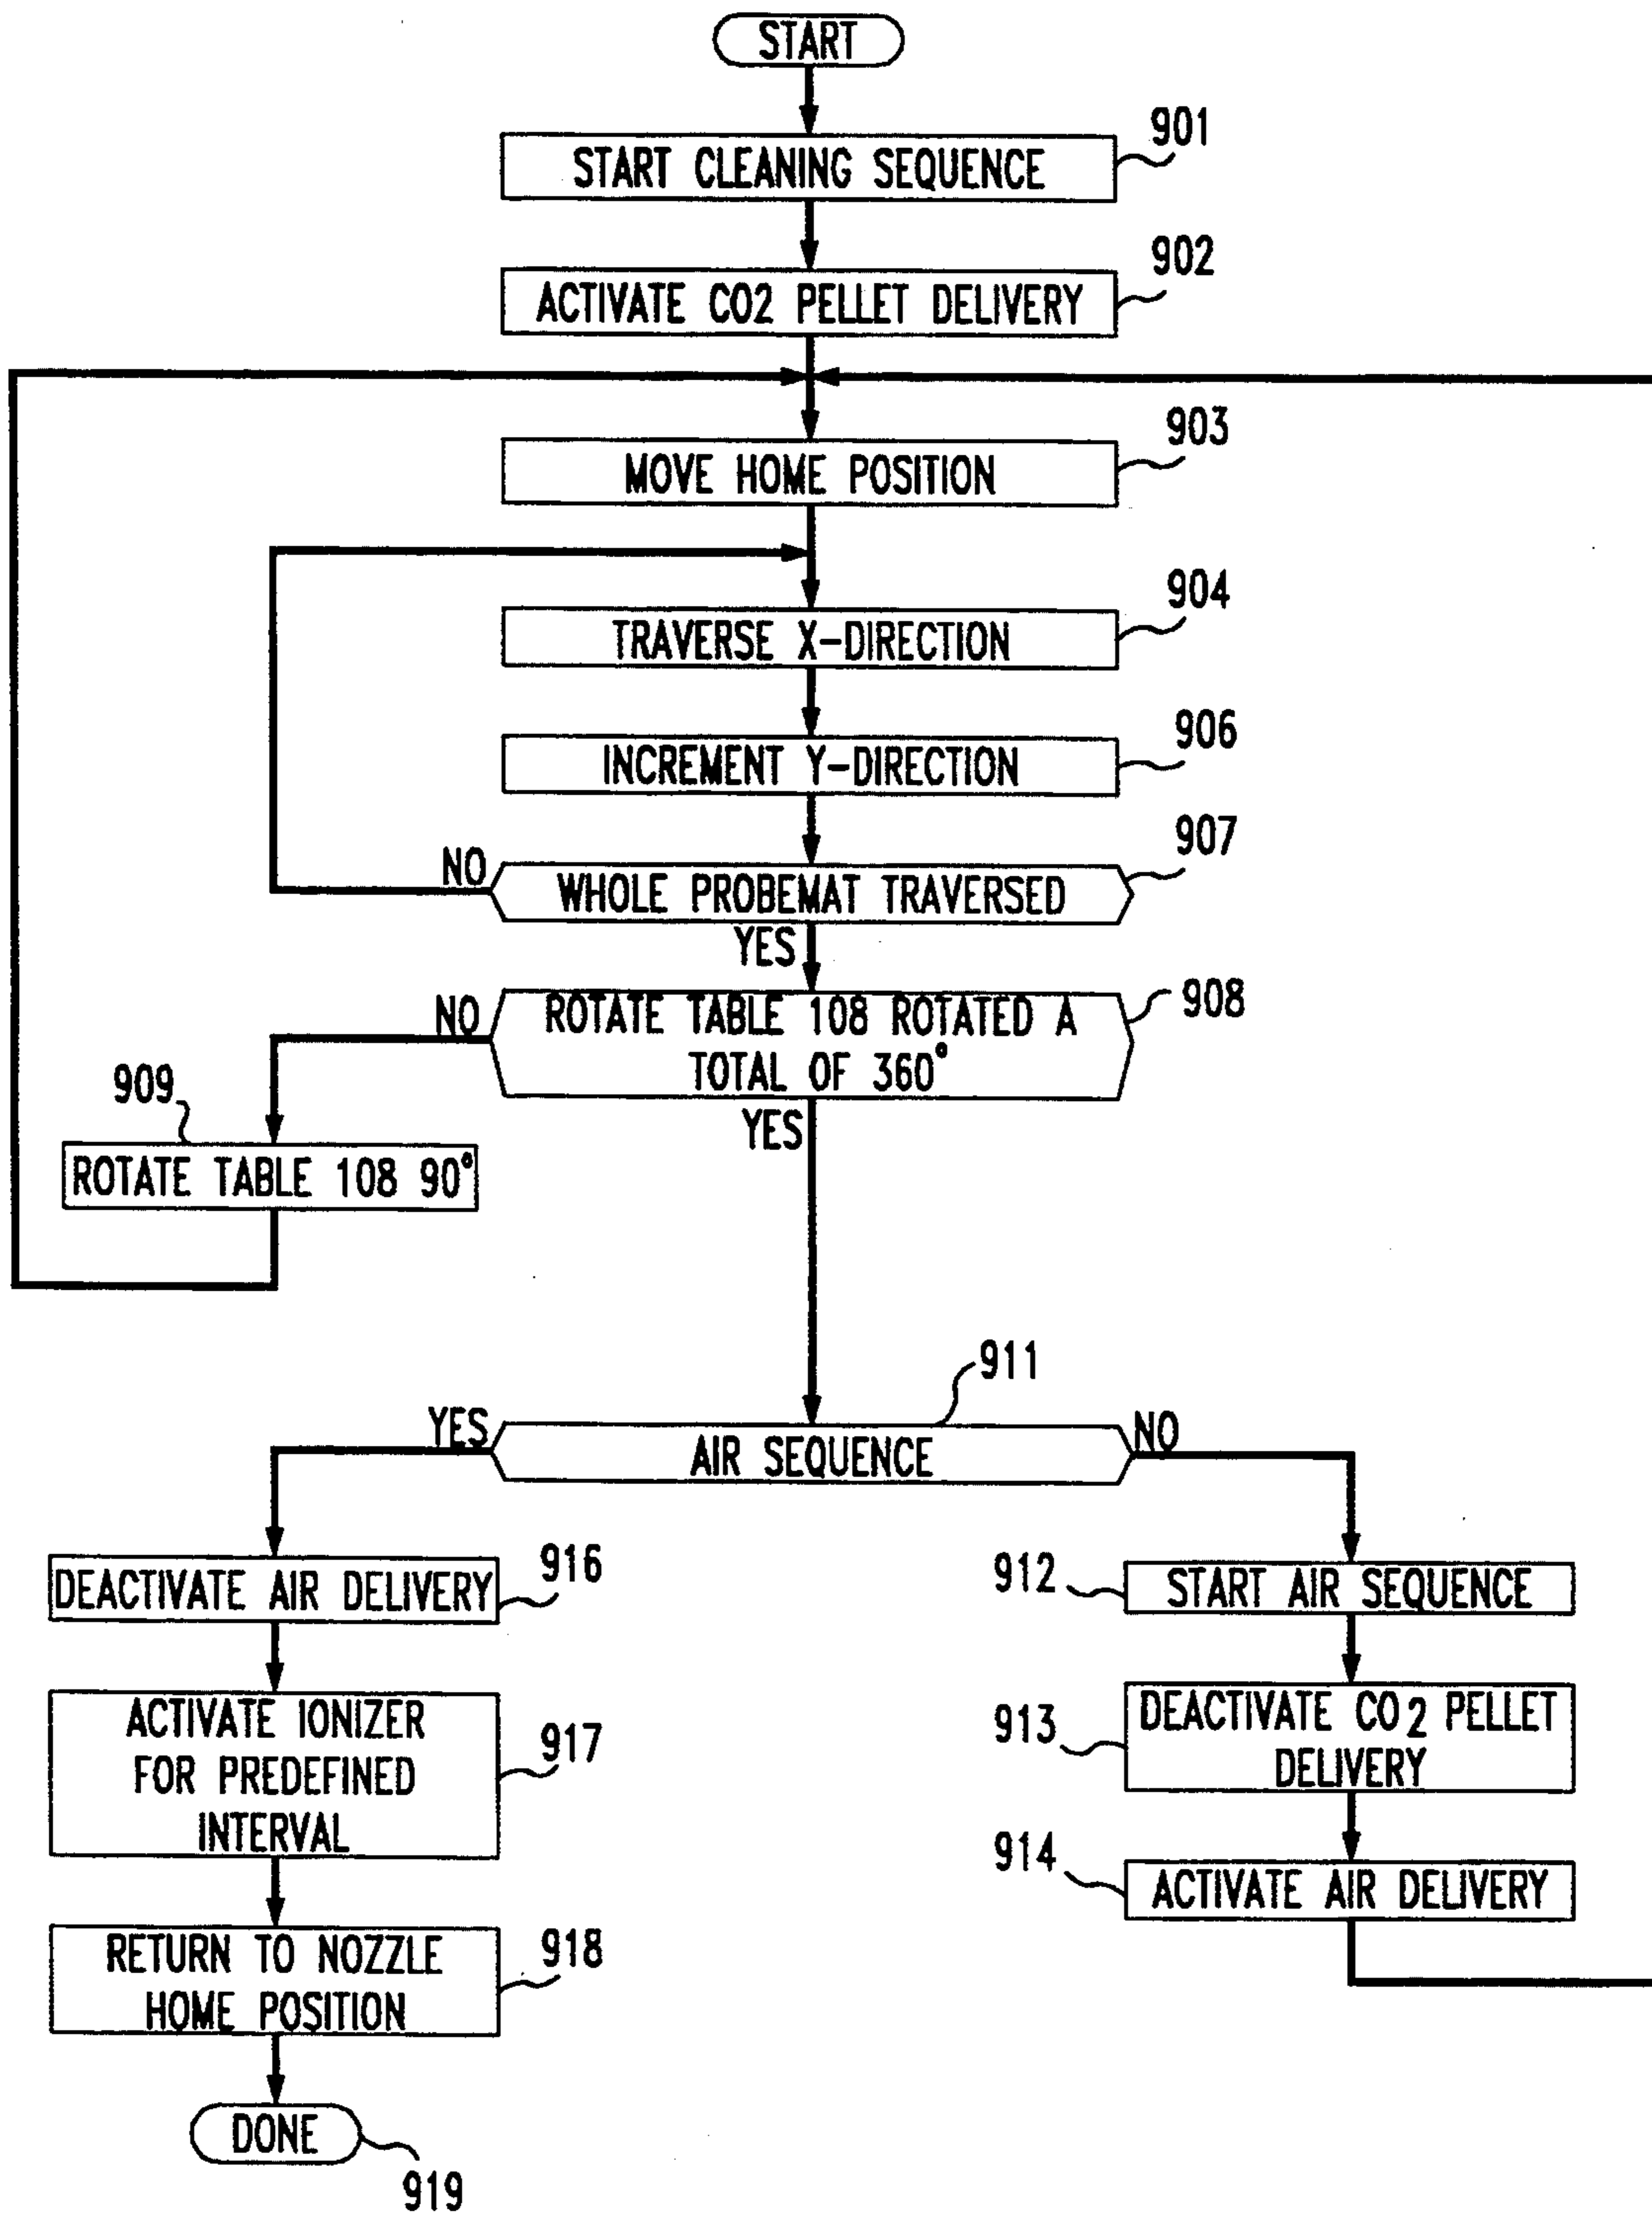 START
901
START CLEANING SEQUENCE
902
ACTIVATE CO2 PELLET DELIVERY
903
MOVE HOME POSITION
904
TRAVERSE X-DIRECTION
906
INCREMENT Y-DIRECTION
907
NO
WHOLE PROBEMAT TRAVERSED
YES
908
NO
ROTATE TABLE 108 ROTATED A
TOTAL OF 360°
YES
909
ROTATE TABLE 108 90°
911
YES
AIR SEQUENCE
NO
DEACTIVATE AIR DELIVERY
916
ACTIVATE IONIZER
FOR PREDEFINED
INTERVAL
917
RETURN TO NOZZLE
HOME POSITION
918
DONE
919
912
START AIR SEQUENCE
913
DEACTIVATE CO2 PELLET
DELIVERY
914
ACTIVATE AIR DELIVERY